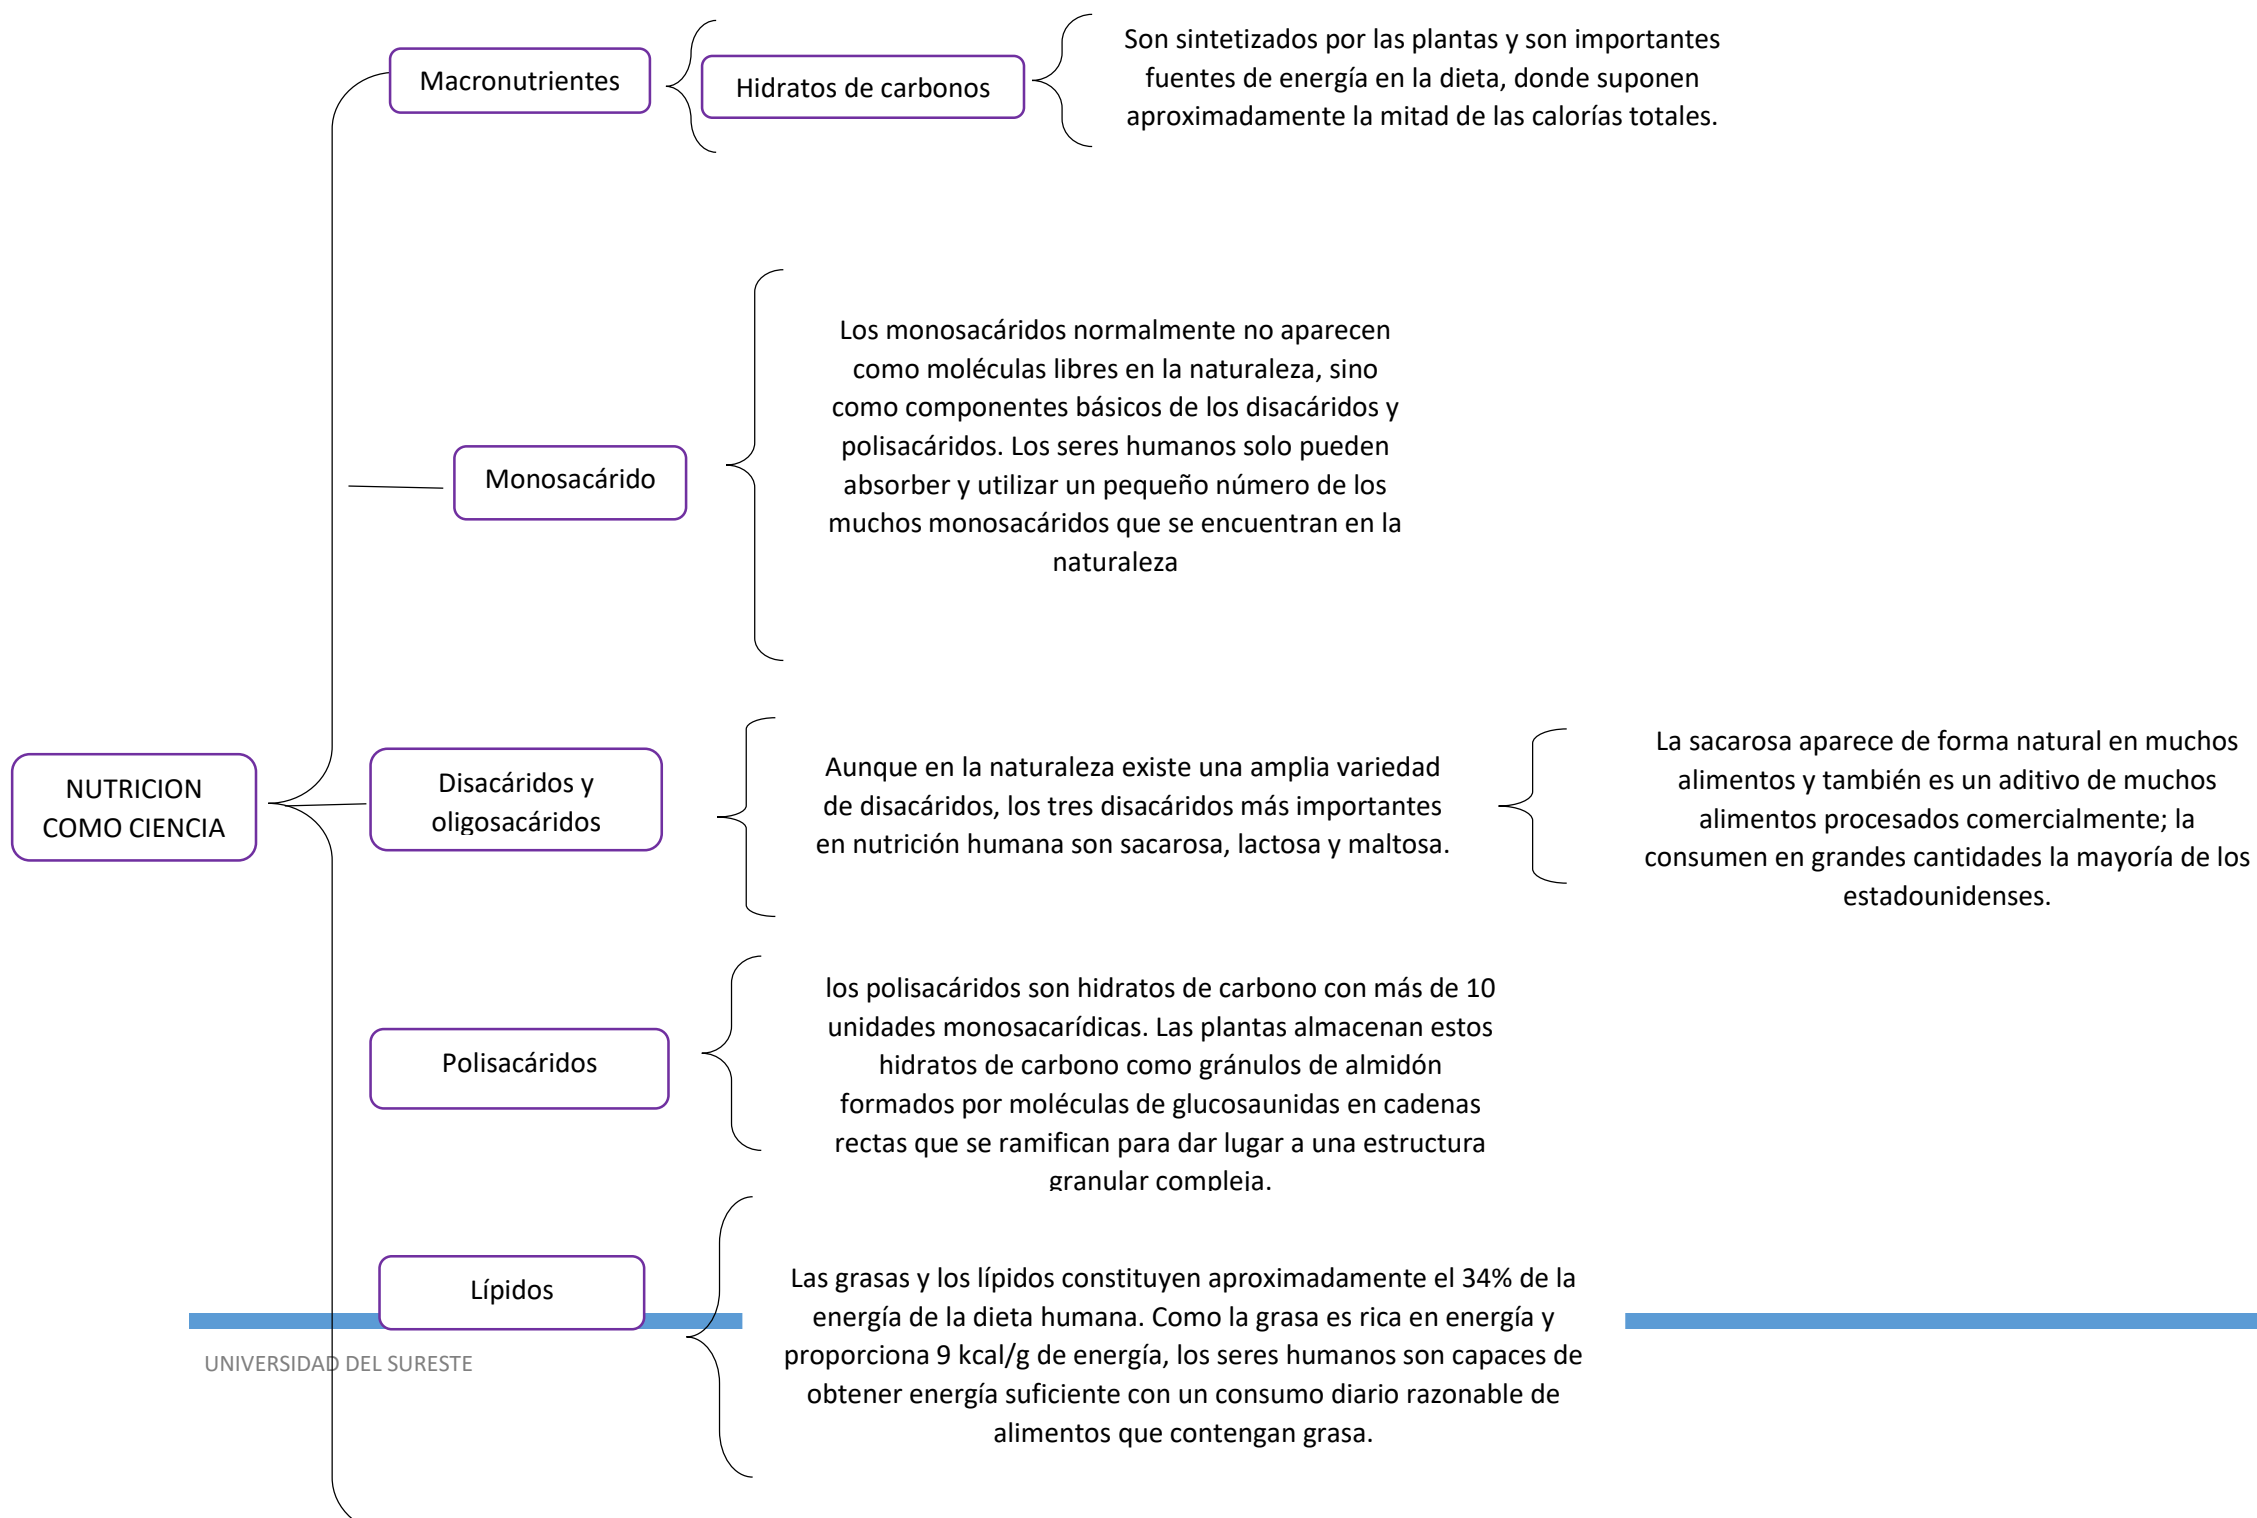 Macronutrientes
Hidratos de carbonos
Son sintetizados por las plantas y son importantes
fuentes de energía en la dieta, donde suponen
aproximadamente la mitad de las calorías totales.
Monosacárido
Los monosacáridos normalmente no aparecen
como moléculas libres en la naturaleza, sino
como componentes básicos de los disacáridos y
polisacáridos. Los seres humanos solo pueden
absorber y utilizar un pequeño número de los
muchos monosacáridos que se encuentran en la
naturaleza
NUTRICION
COMO CIENCIA
Disacáridos y
oligosacáridos
Aunque en la naturaleza existe una amplia variedad
de disacáridos, los tres disacáridos más importantes
en nutrición humana son sacarosa, lactosa y maltosa.
La sacarosa aparece de forma natural en muchos
alimentos y también es un aditivo de muchos
alimentos procesados comercialmente; la
consumen en grandes cantidades la mayoría de los
estadounidenses.
Polisacáridos
los polisacáridos son hidratos de carbono con más de 10
unidades monosacarídicas. Las plantas almacenan estos
hidratos de carbono como gránulos de almidón
formados por moléculas de glucosaunidas en cadenas
rectas que se ramifican para dar lugar a una estructura
granular compleja.
Lípidos
Las grasas y los lípidos constituyen aproximadamente el 34% de la
energía de la dieta humana. Como la grasa es rica en energía y
proporciona 9 kcal/g de energía, los seres humanos son capaces de
obtener energía suficiente con un consumo diario razonable de
alimentos que contengan grasa.
UNIVERSIDAD DEL SURESTE